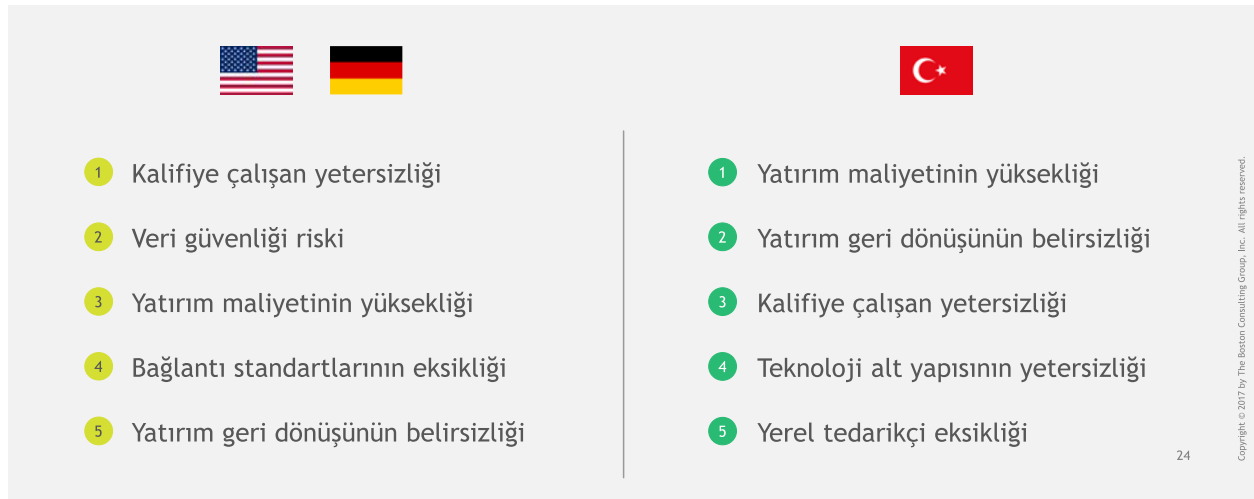 1 Kalifiye çalışan yetersizliği
2 Veri güvenliği riski
3 Yatırım maliyetinin yüksekliği
4 Bağlantı standartlarının eksikliği
5 Yatırım geri dönüşünün belirsizliği
1 Yatırım maliyetinin yüksekliği
2 Yatırım geri dönüşünün belirsizliği
3 Kalifiye çalışan yetersizliği
4 Teknoloji alt yapısının yetersizliği
5 Yerel tedarikçi eksikliği
24
Copyright © 2017 by The Boston Consulting Group, Inc. All rights reserved.